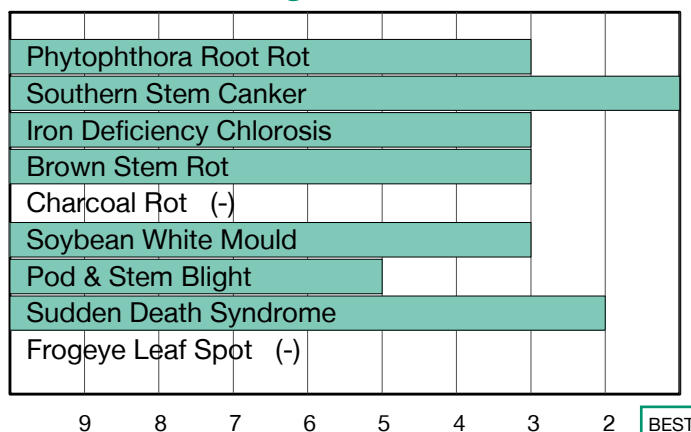 Phytophthora Root Rot
Southern Stem Canker
Iron Deficiency Chlorosis
Brown Stem Rot
Charcoal Rot (-)
Soybean White Mould
Pod & Stem Blight
Sudden Death Syndrome
Frogeye Leaf Spot (-)
9 8 7 6 5 4 3 2 BEST